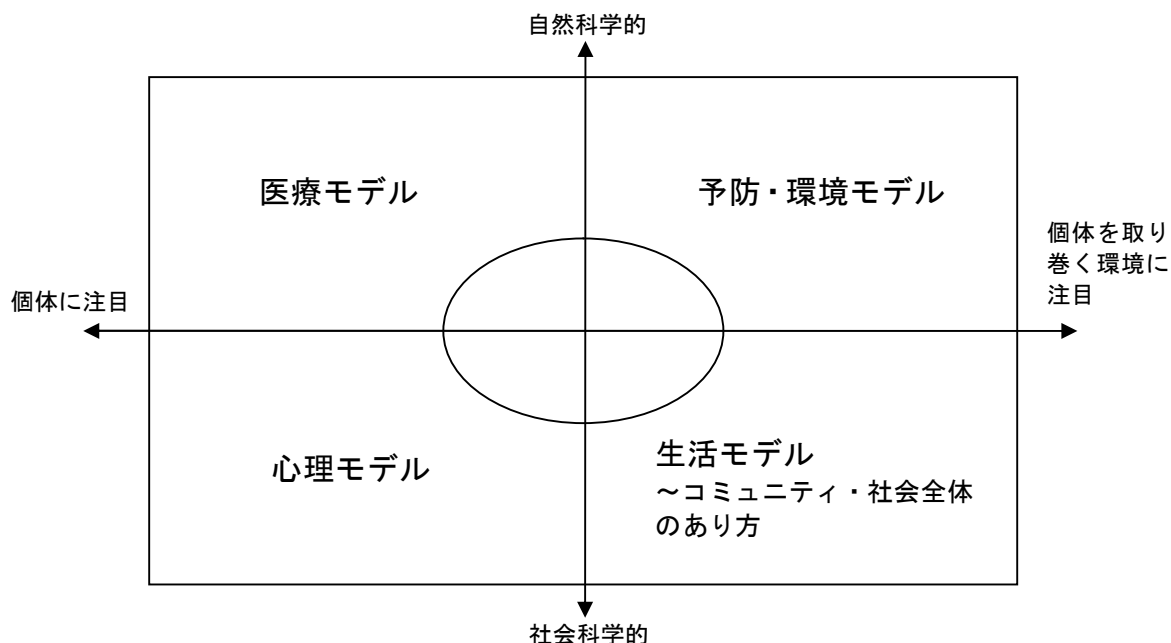 自然科学的
医療モデル
予防・環境モデル
個体を取り
巻く環境に
注目
個体に注目
心理モデル
生活モデル
～コミュニティ・社会全体
のあり方
社会科学的